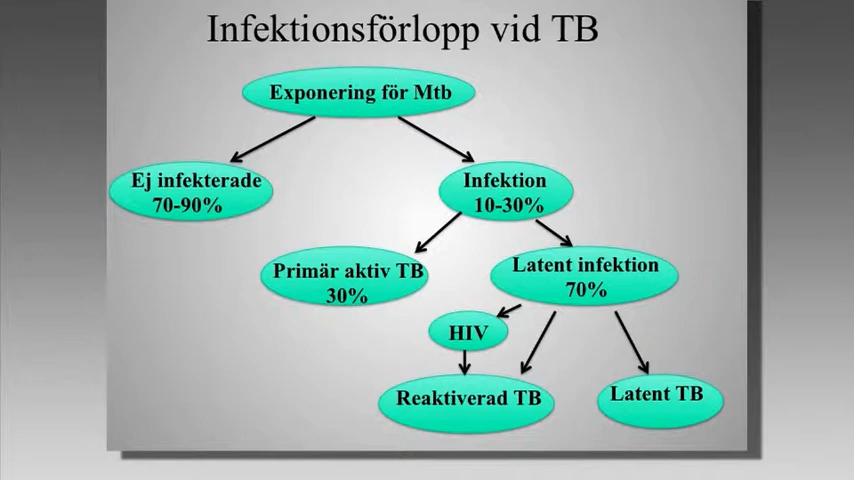 Infektionsförlopp vid TB
Exponering för Mtb
Ej infekterade
70-90%
Infektion
10-30%
Primär aktiv TB
30%
Latent infektion
70%
HIV
Reaktiverad TB
Latent TB